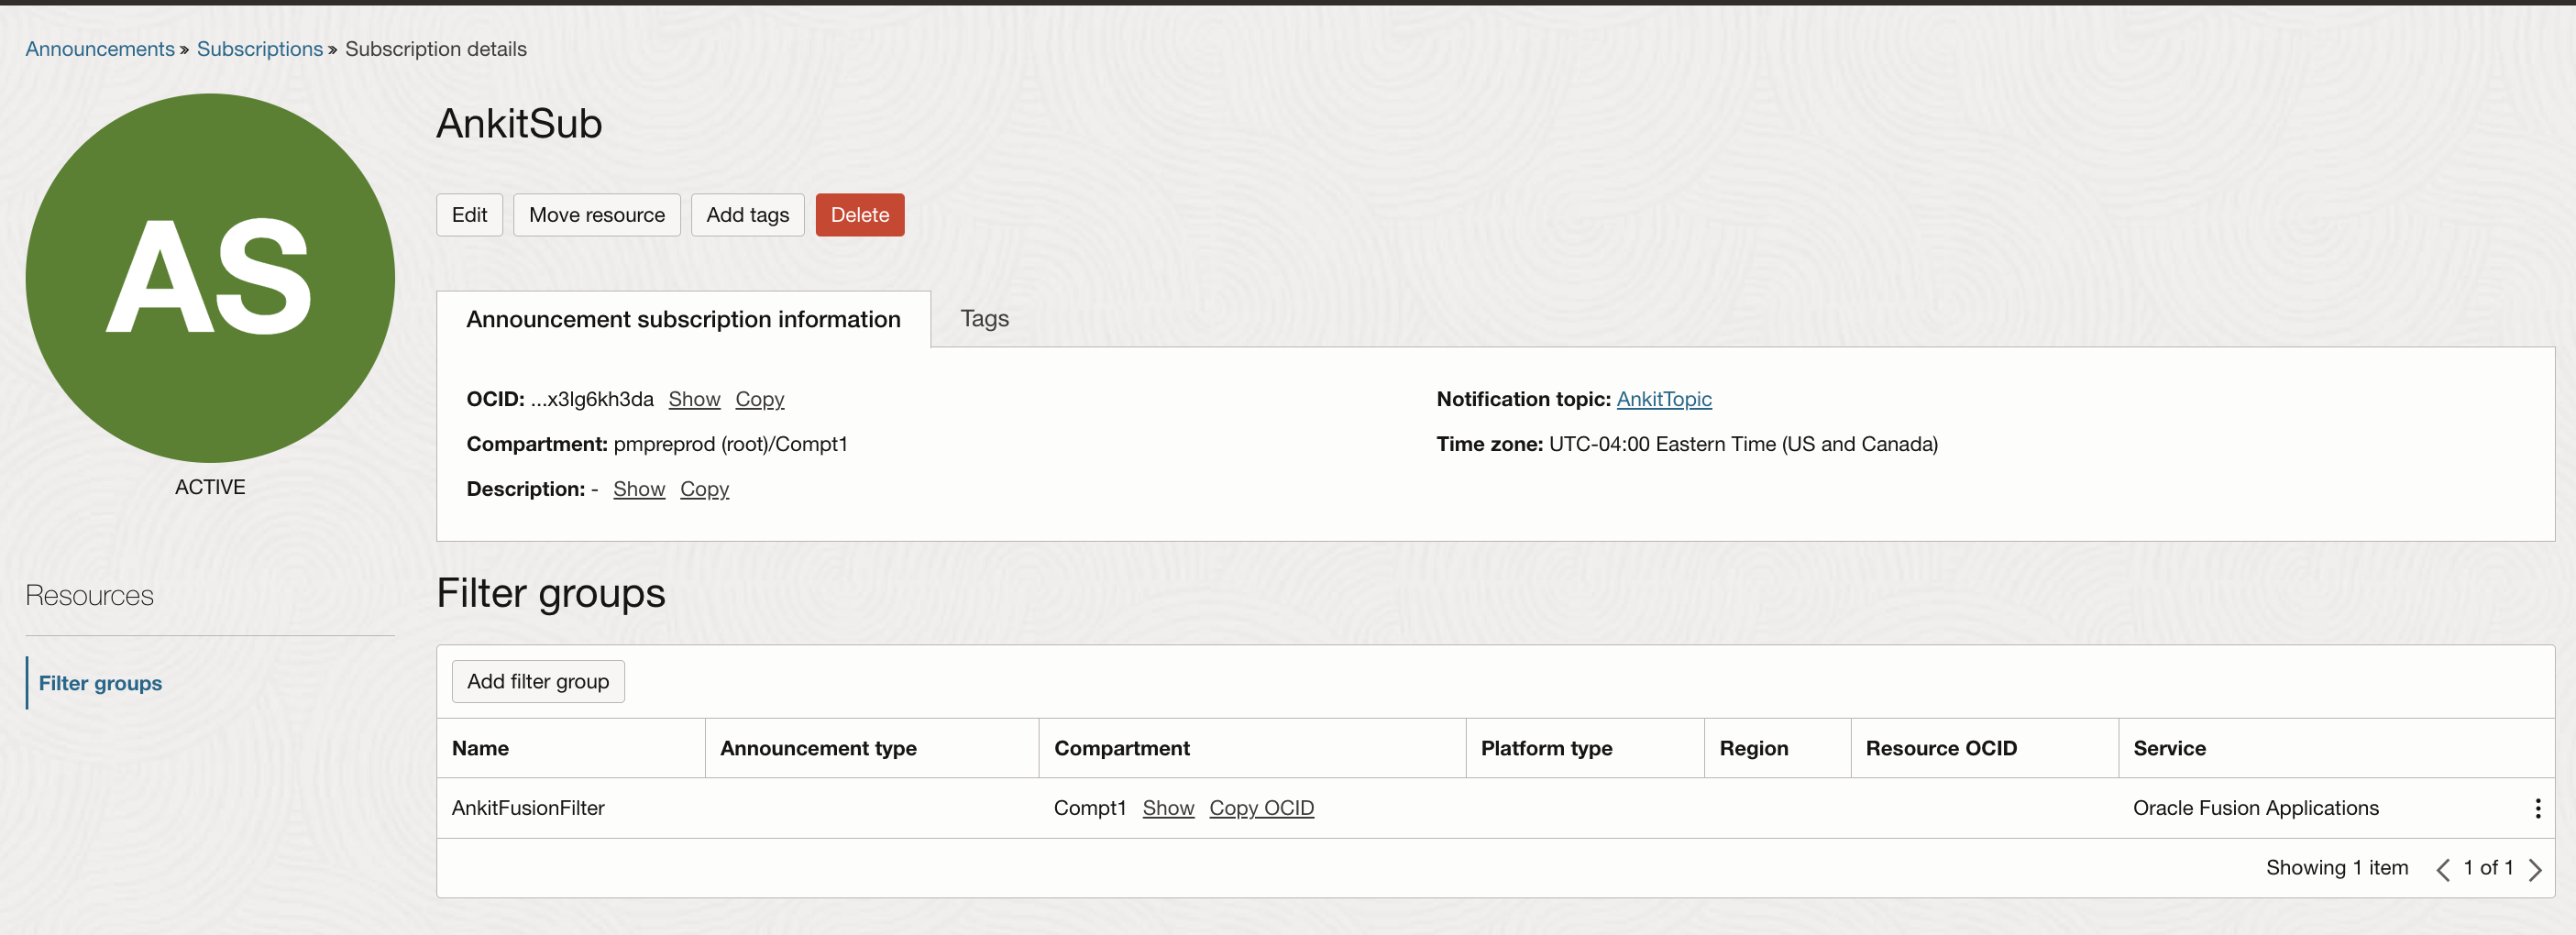 Announcements » Subscriptions » Subscription details
AS
ACTIVE
AnkitSub
Edit Move resource Add tags Delete
Announcement subscription information Tags
OCID: ...x3lg6kh3da Show Copy
Compartment: pmpreprod (root)/Compt1
Description: - Show Copy
Notification topic: AnkitTopic
Time zone: UTC-04:00 Eastern Time (US and Canada)
Resources
Filter groups
Filter groups
Add filter group
Name Announcement type Compartment Platform type Region Resource OCID Service
AnkitFusionFilter Compt1 Show Copy OCID Oracle Fusion Applications
Showing 1 item < 1 of 1 >